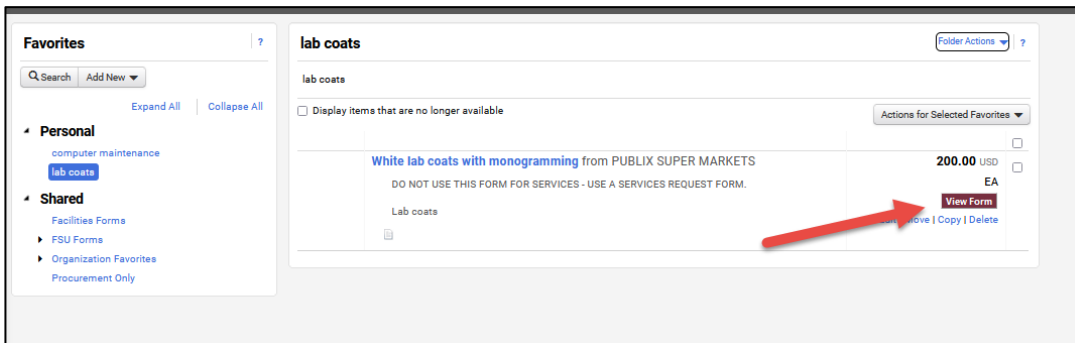 Favorites
?
Search Add New
Expand All Collapse All
Personal
computer maintenance
lab coats
Shared
Facilities Forms
FSU Forms
Organization Favorites
Procurement Only
lab coats
Folder Actions ?
lab coats
Display items that are no longer available
Actions for Selected Favorites
White lab coats with monogramming from PUBLIX SUPER MARKETS 200.00 USD
DO NOT USE THIS FORM FOR SERVICES - USE A SERVICES REQUEST FORM. EA
View Form
Lab coats
| Copy | Delete